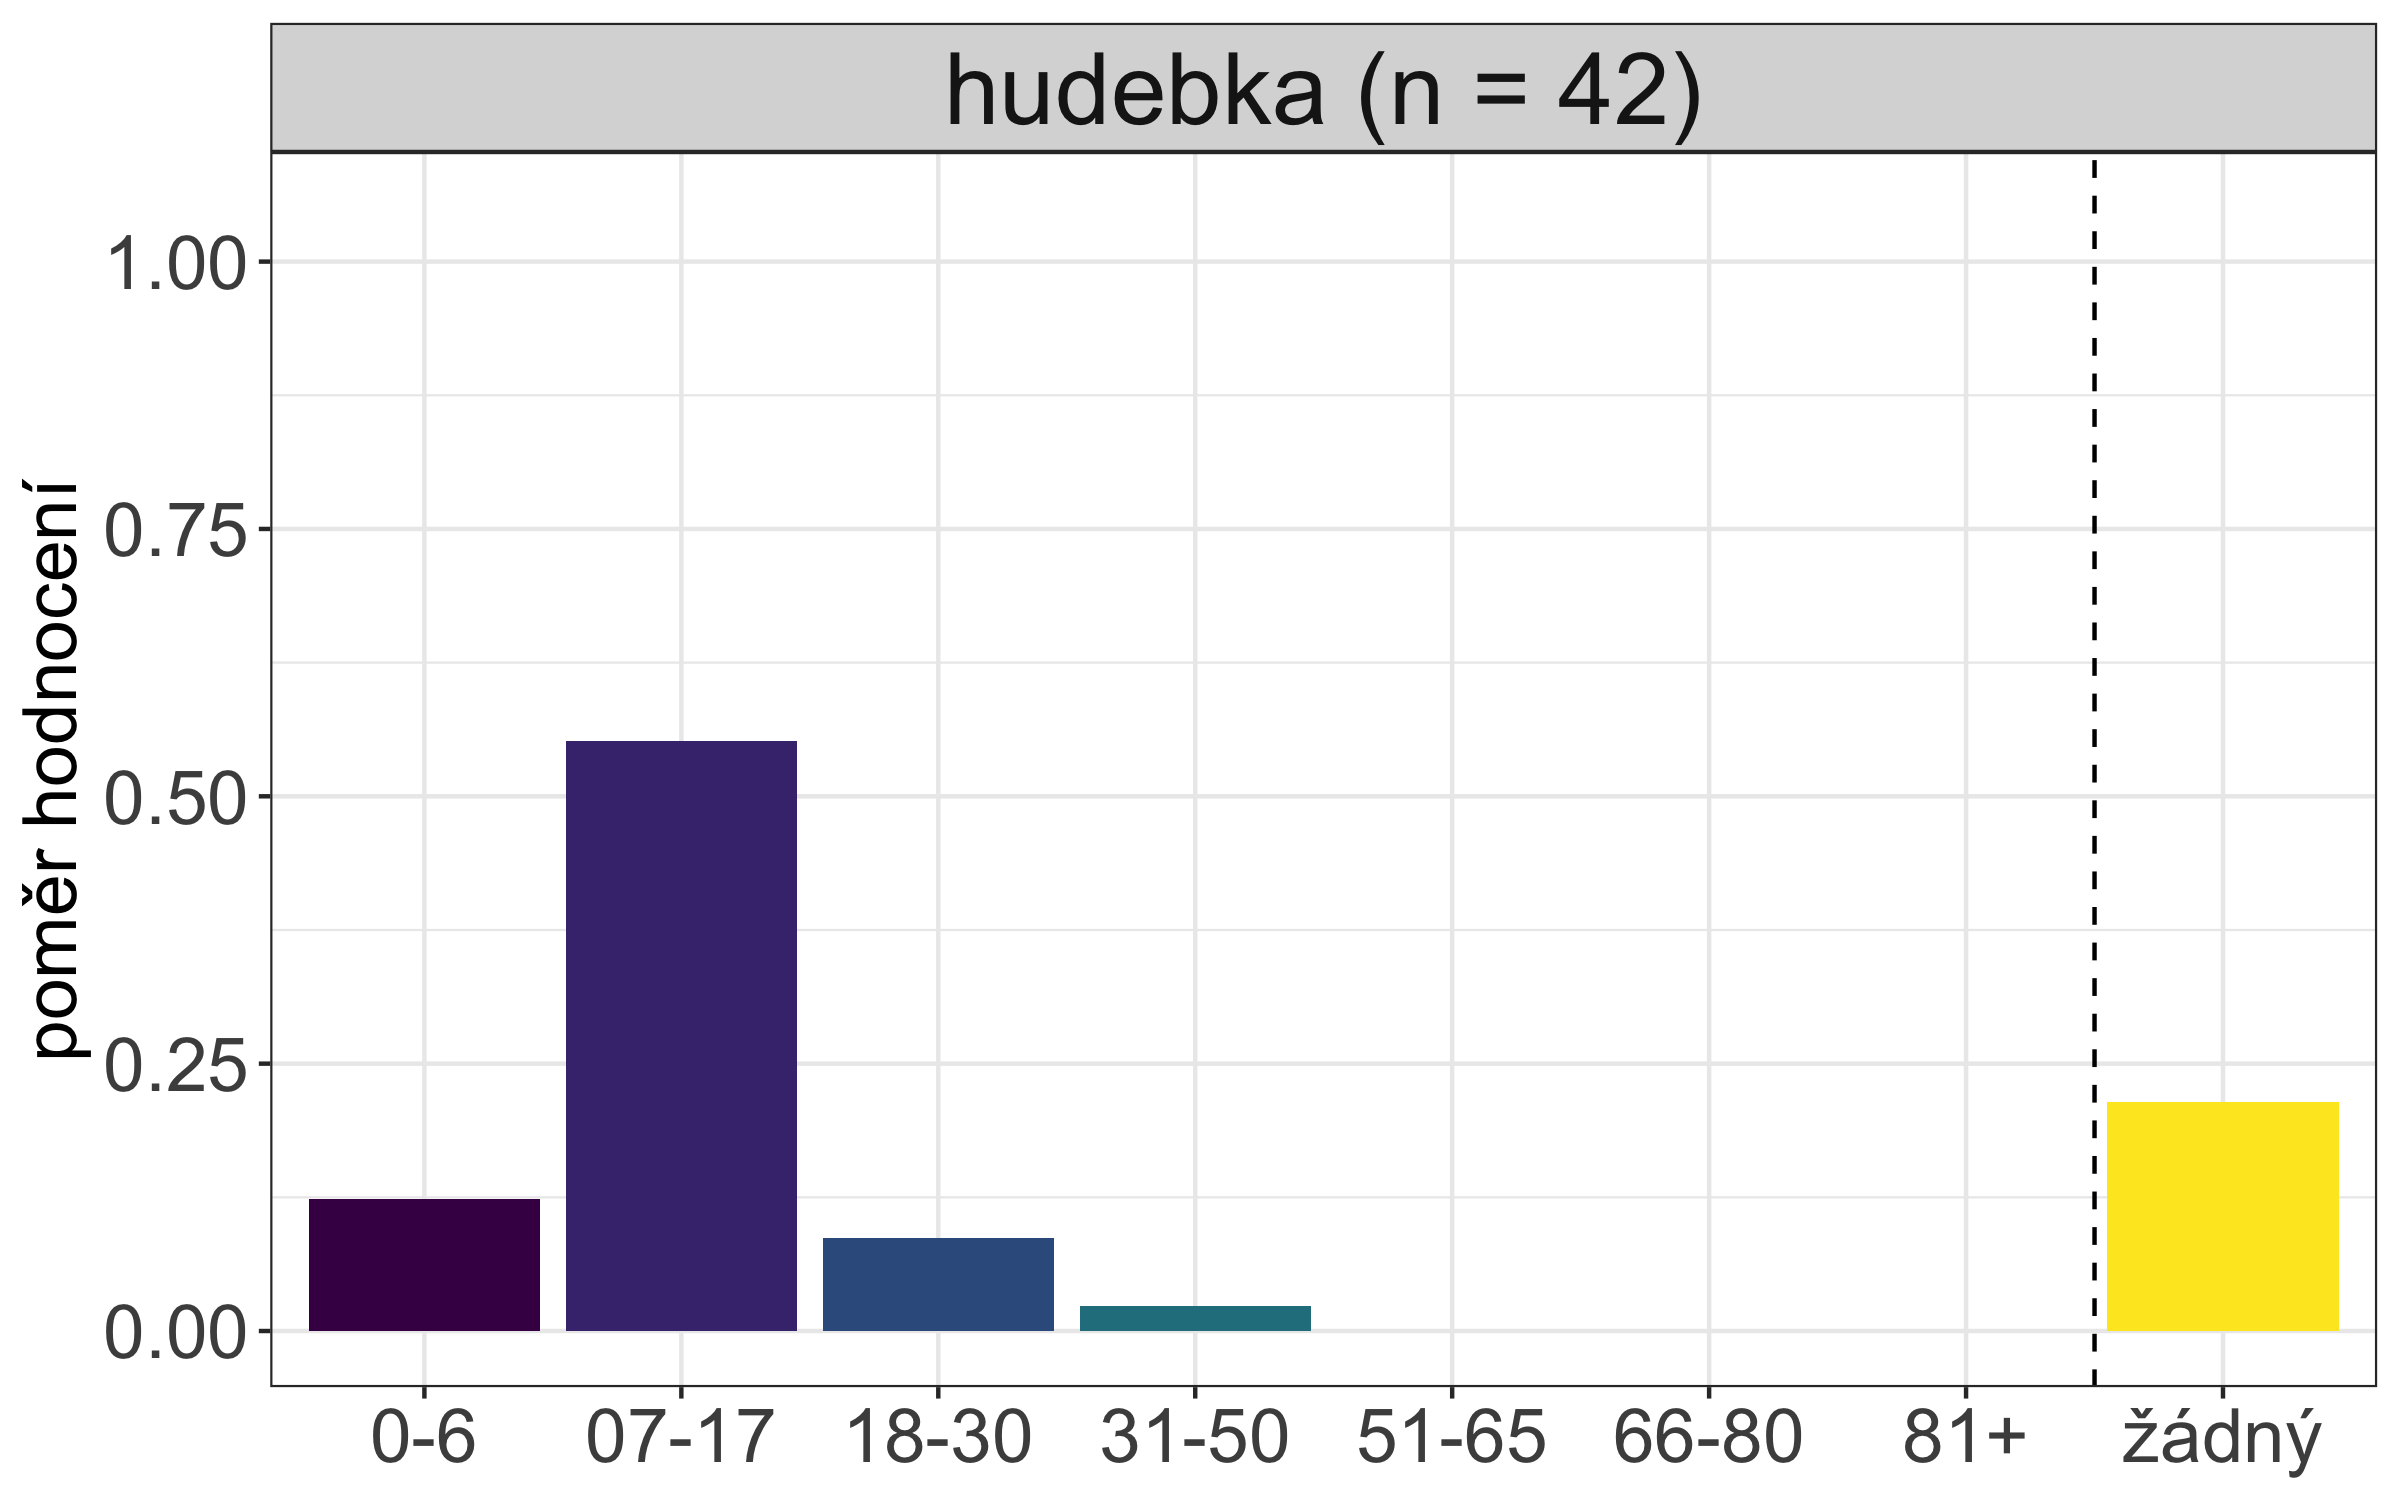 hudebka (n = 42)
poměr hodnocení
1.00
0.75
0.50
0.25
0.00
0-6 07-17 18-30 31-50 51-65 66-80 81+ žádný